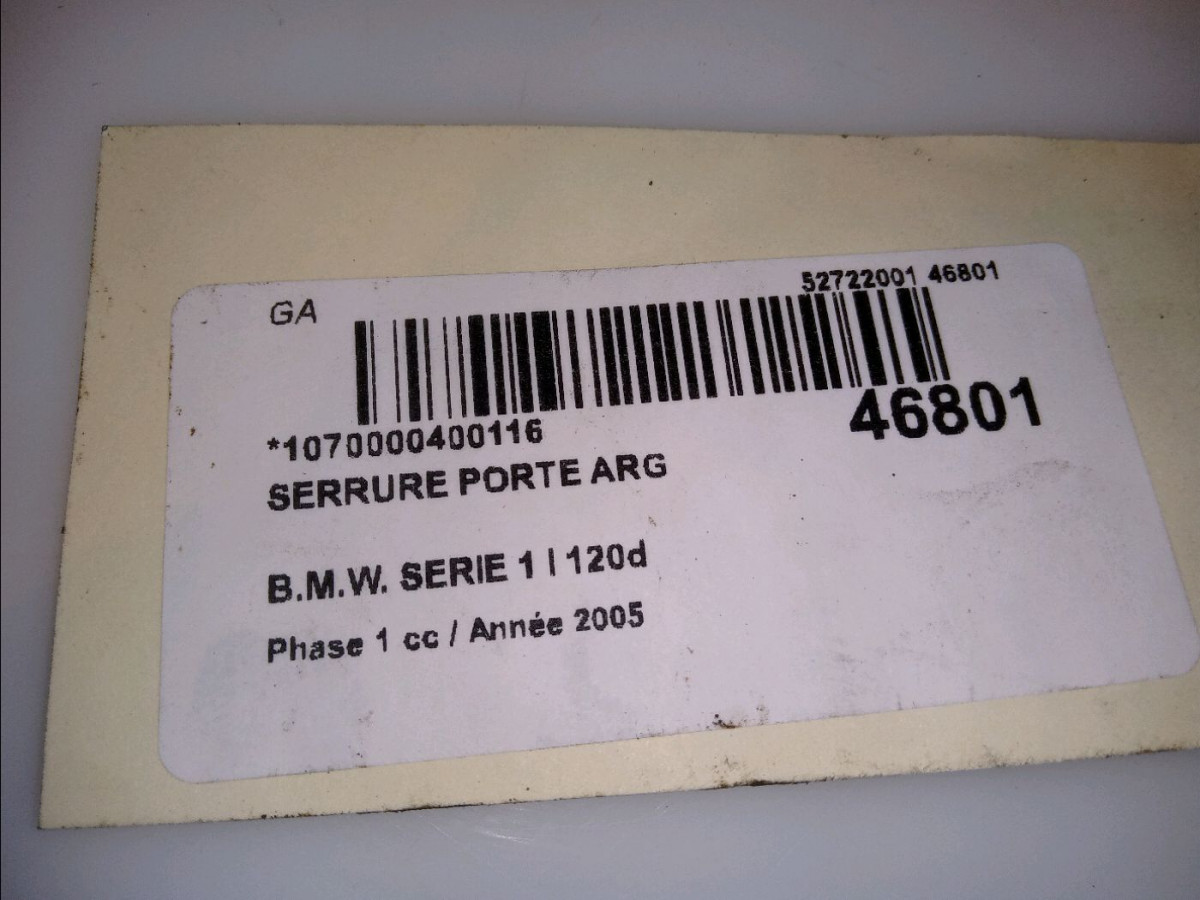 GA
52722001 46801
46801
*1070000400116
SERRURE PORTE ARG
B.M.W. SERIE 1 I 120d
Phase 1 cc / Année 2005